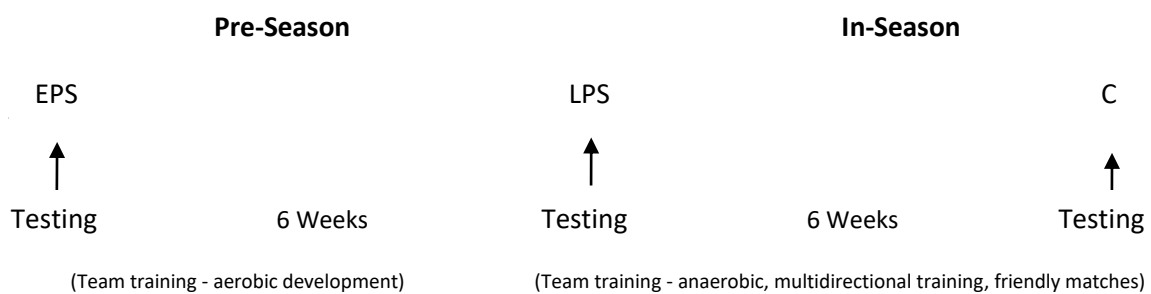 Pre-Season In-Season
EPS LPS C
Testing 6 Weeks Testing 6 Weeks Testing
(Team training - aerobic development) (Team training - anaerobic, multidirectional training, friendly matches)